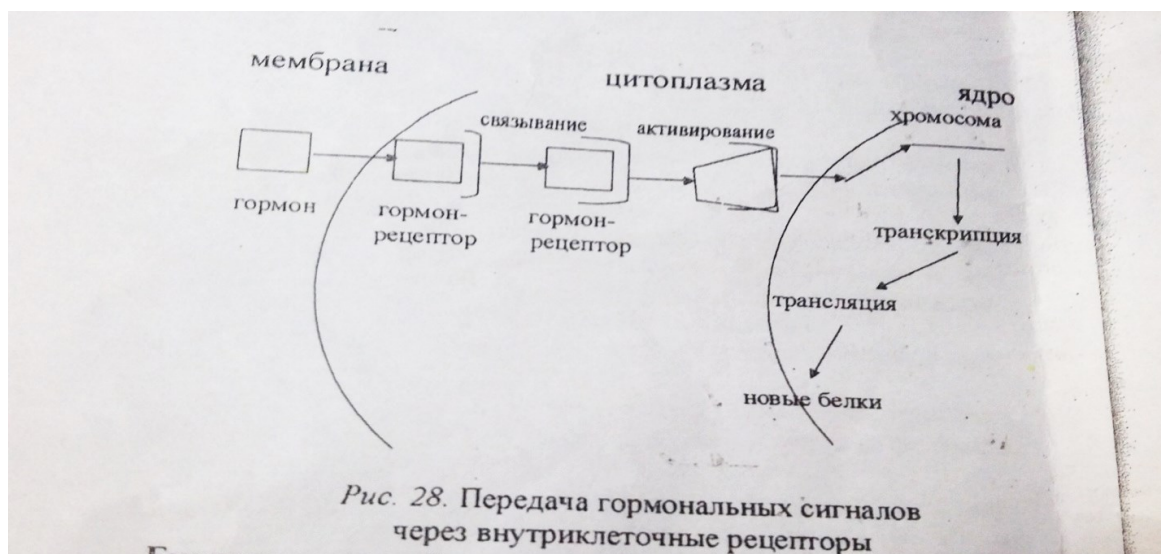 мембрана
цитоплазма
ядро
хромосома
связывание
активирование
гормон
гормон-
рецептор
гормон-
рецептор
транскрипция
трансляция
новые белки
Рис. 28. Передача гормональных сигналов
через внутриклеточные рецепторы